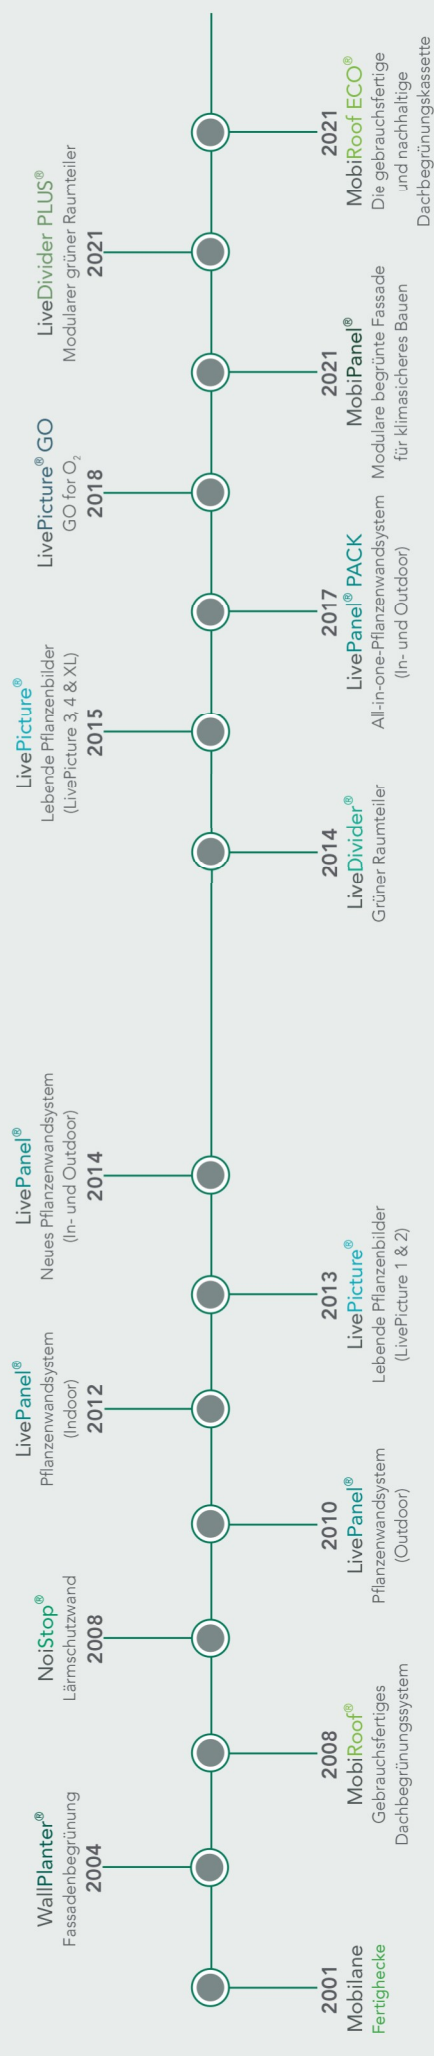 2001
Mobilane
Fertighecke
WallPlanter®
Fassadenbegrünung
2004
2008
MobiRoof®
Gebrauchsfertiges
Dachbegrünungssystem
NoiStop®
Lärmschutzwand
2008
2010
LivePanel®
Pflanzenwandsystem
(Outdoor)
LivePanel®
Pflanzenwandsystem
(Indoor)
2012
2013
LivePicture®
Lebende Pflanzenbilder
(LivePicture 1 & 2)
LivePanel®
Neues Pflanzenwandsystem
(In- und Outdoor)
2014
2014
LiveDivider®
Grüner Raumteiler
LivePicture®
Lebende Pflanzenbilder
(LivePicture 3, 4 & XL)
2015
2017
LivePanel® PACK
All-in-one-Pflanzenwandsystem
(In- und Outdoor)
LivePicture® GO
GO for O₂
2018
2021
MobiPanel®
Modulare begrünte Fassade
für klimasicheres Bauen
LiveDivider PLUS®
Modularer grüner Raumteiler
2021
2021
MobiRoof ECO®
Die gebrauchsfertige
und nachhaltige
Dachbegrünungskassette